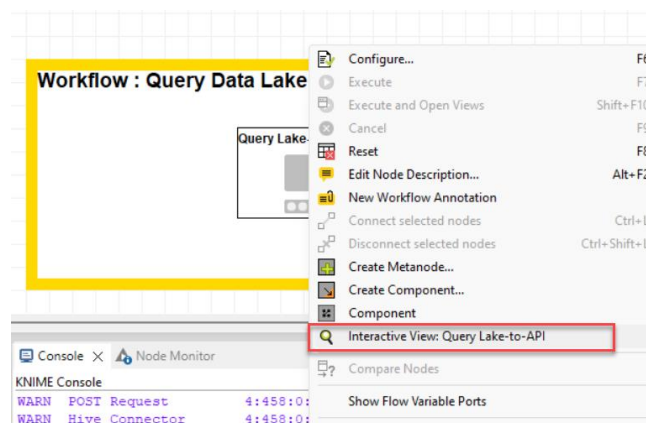 Configure... F6
Workflow : Query Data Lake
Execute F7
Execute and Open Views Shift+F10
Cancel F9
Query Lake-
Reset F8
Edit Node Description... Alt+F2
New Workflow Annotation
Connect selected nodes Ctrl+L
Disconnect selected nodes Ctrl+Shift+L
Create Metanode...
Create Component...
Component
Interactive View: Query Lake-to-API
Console Node Monitor
Compare Nodes
KNIME Console
WARN POST Request 4:458:0:
Show Flow Variable Ports
WARN Hive Connector 4:458:0: